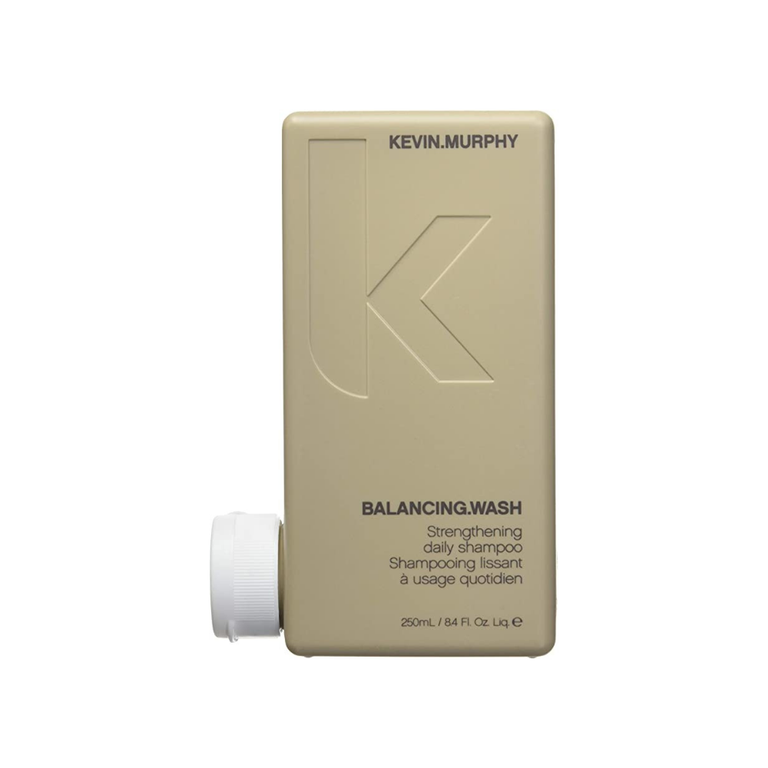 KEVIN.MURPHY
BALANCING.WASH
Strengthening
daily shampoo
Shampooing lissant
à usage quotidien
250mL / 8.4 Fl. Oz. Liq. ℮